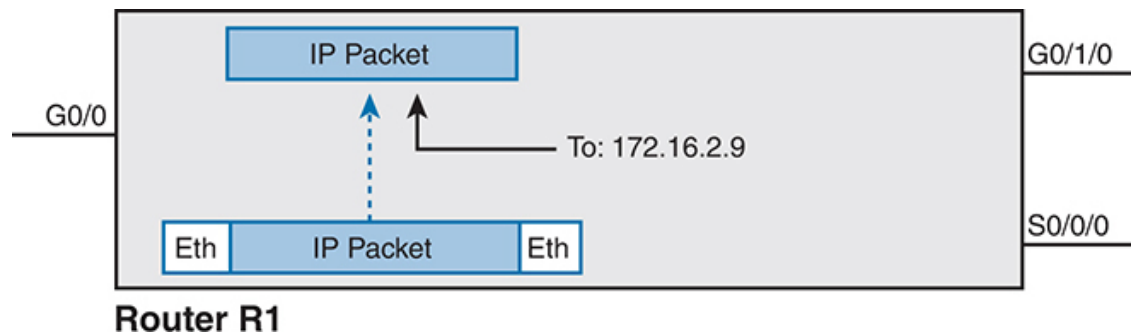 IP Packet
G0/1/0
G0/0
To: 172.16.2.9
S0/0/0
Eth IP Packet Eth
Router R1